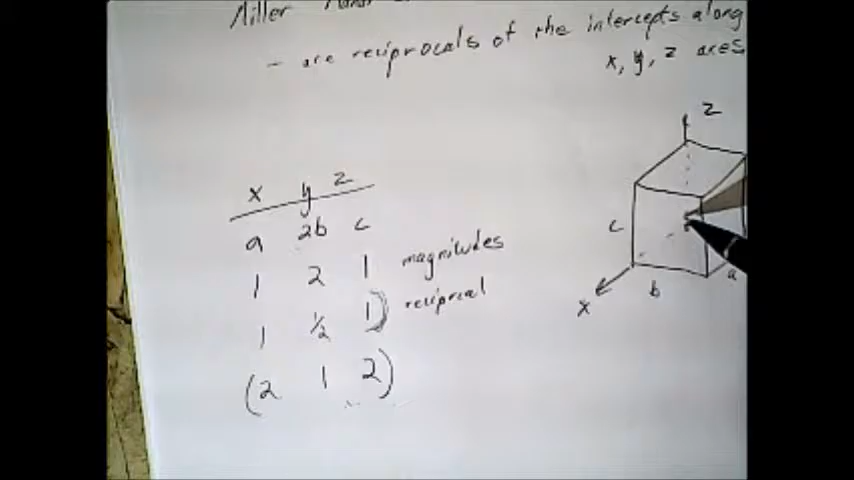 Miller
- are reciprocals of the intercepts along
x, y, z axes
z
x y z
a 2b c
1 2 1 magnitudes
1 ½ 1 reciprical
(2 1 2)
c
a
b
x